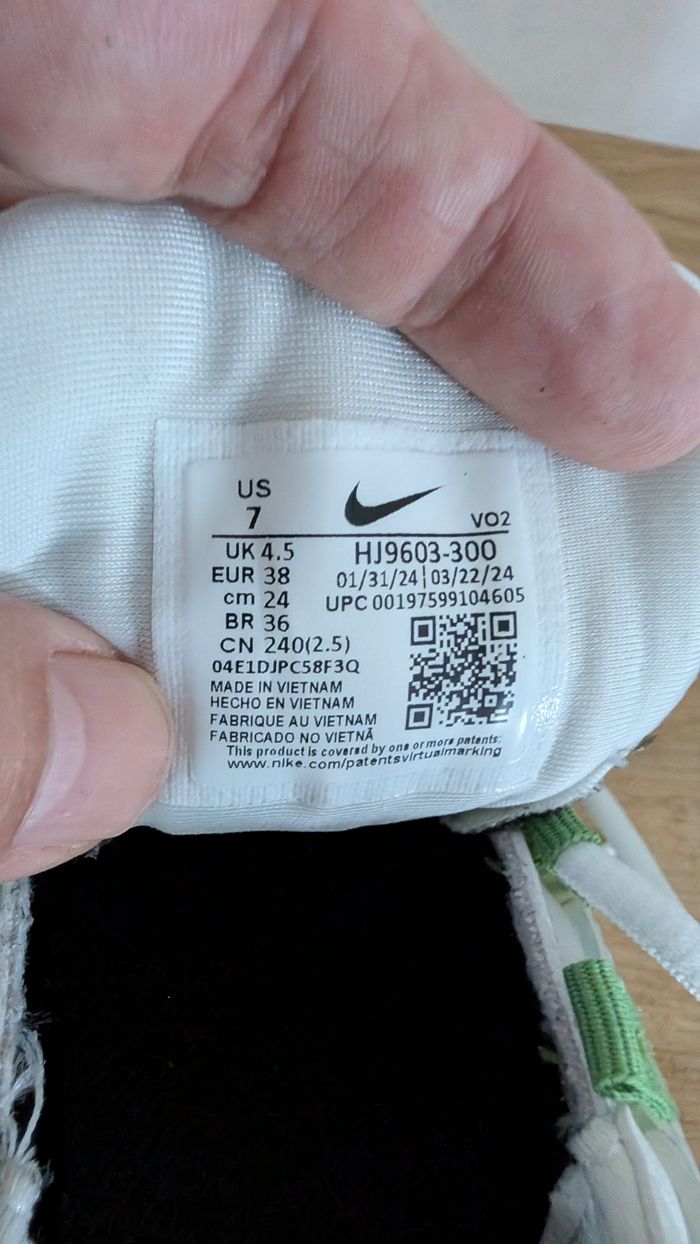 US
7
VO2
UK 4.5
EUR 38
cm 24
BR 36
CN 240(2.5)
HJ9603-300
01/31/24|03/22/24
UPC 00197599104605
04E1DJPC58F3Q
MADE IN VIETNAM
HECHO EN VIETNAM
FABRIQUE AU VIETNAM
FABRICADO NO VIETNÃ
This product is covered by one or more patents:
www.nike.com/patentsvirtualmarking